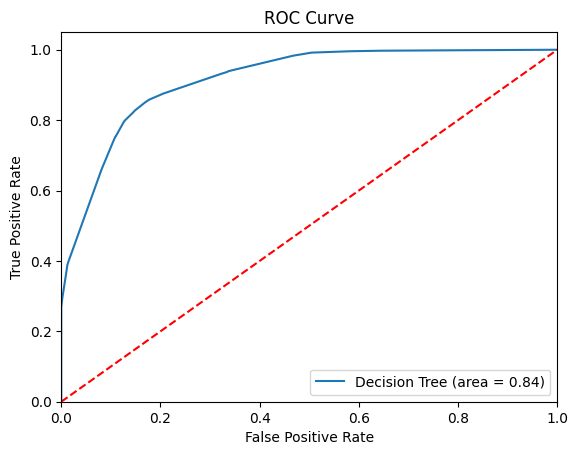 ROC Curve
True Positive Rate
1.0
0.8
0.6
0.4
0.2
0.0
Decision Tree (area = 0.84)
0.0 0.2 0.4 0.6 0.8 1.0
False Positive Rate